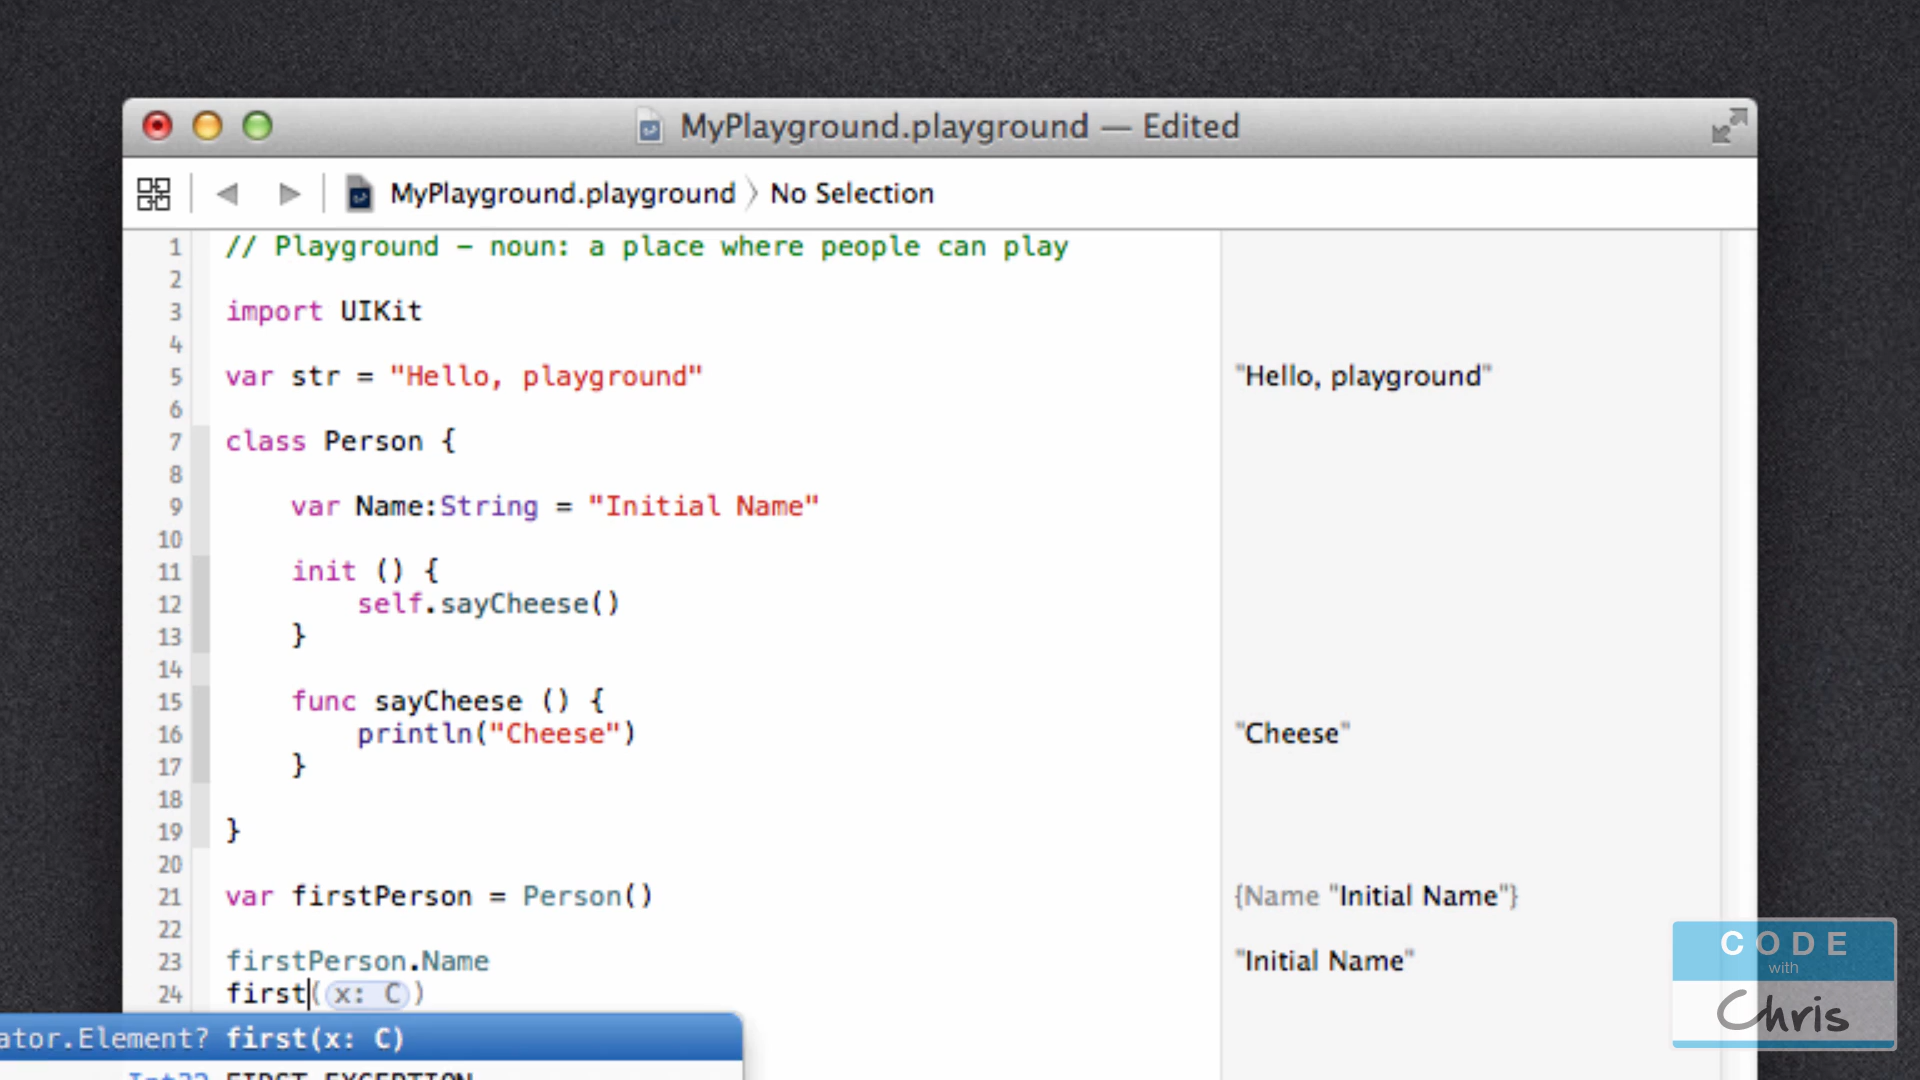 MyPlayground.playground — Edited
MyPlayground.playground 〉 No Selection
1 // Playground - noun: a place where people can play
2
3 import UIKit
4
5 var str = "Hello, playground" "Hello, playground"
6
7 class Person {
8
9 var Name:String = "Initial Name"
10
11 init () {
12 self.sayCheese()
13 }
14
15 func sayCheese () {
16 println("Cheese") "Cheese"
17 }
18
19 }
20
21 var firstPerson = Person() {Name "Initial Name"}
22
23 firstPerson.Name "Initial Name"
24 first(x: C)
ator.Element? first(x: C)
Int32 FIRST_EXCEPTION
CODE
with
Chris